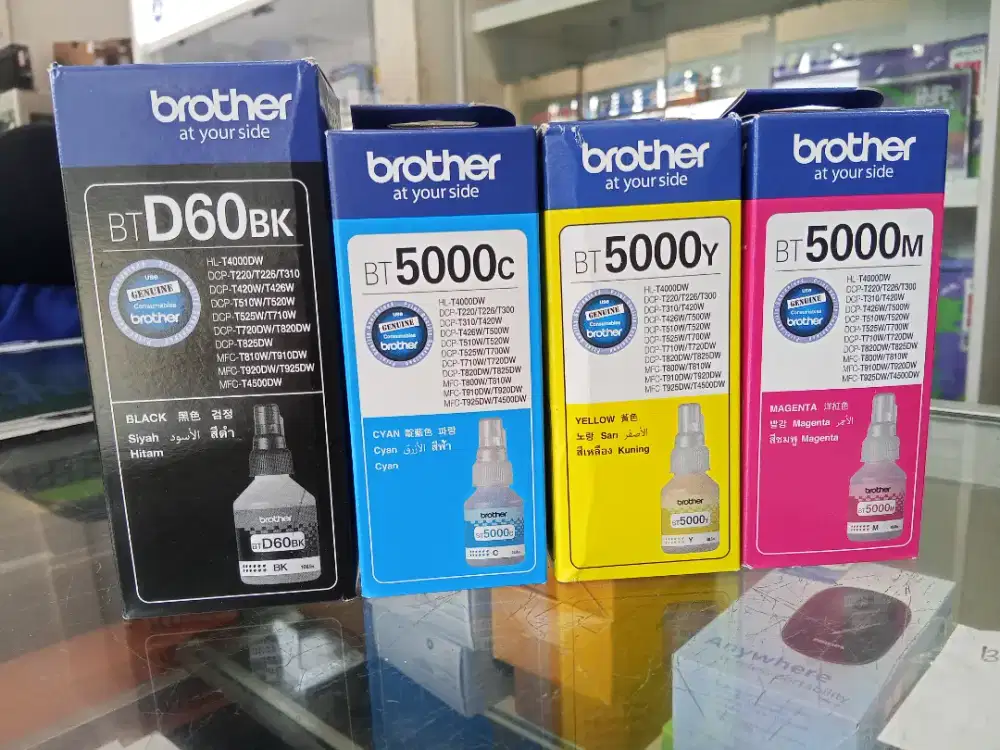 brother
at your side
BT D60BK
HL-T4000DW
DCP-T220/T226/T310
DCP-T420W/T426W
DCP-T510W/T520W
DCP-T525W/T710W
DCP-T720DW/T820DW
DCP-T825DW
MFC-T810W/T910DW
MFC-T920DW/T925DW
MFC-T4500DW
USE
GENUINE
Consumables
brother
BLACK 黑色 검정
Siyah الأسود สีดำ
Hitam
brother
BT D60BK
BK
brother
at your side
BT 5000C
HL-T4000DW
DCP-T220/T226/T300
DCP-T310/T420W
DCP-T426W/T500W
DCP-T510W/T520W
DCP-T525W/T700W
DCP-T710W/T720DW
DCP-T820DW/T825DW
MFC-T800W/T810W
MFC-T910DW/T920DW
MFC-T925DW/T4500DW
USE
GENUINE
Consumables
brother
CYAN 靛藍色 파랑
Cyan الأزرق สีฟ้า
Cyan
brother
BT5000C
C
brother
at your side
BT 5000Y
HL-T4000DW
DCP-T220/T226/T300
DCP-T310/T420W
DCP-T426W/T500W
DCP-T510W/T520W
DCP-T525W/T700W
DCP-T710W/T720DW
DCP-T820DW/T825DW
MFC-T800W/T810W
MFC-T910DW/T920DW
MFC-T925DW/T4500DW
USE
GENUINE
Consumables
brother
YELLOW 黃色
노랑 Sarı الأصفر
สีเหลือง Kuning
brother
BT5000Y
Y
brother
at your side
BT 5000M
HL-T4000DW
DCP-T220/T226/T300
DCP-T310/T420W
DCP-T426W/T500W
DCP-T510W/T520W
DCP-T525W/T700W
DCP-T710W/T720DW
DCP-T820DW/T825DW
MFC-T800W/T810W
MFC-T910DW/T920DW
MFC-T925DW/T4500DW
USE
GENUINE
Consumables
brother
MAGENTA 洋紅色
빨강 Magenta الأحمر
สีชมพู Magenta
brother
BT5000M
M
Anywhere